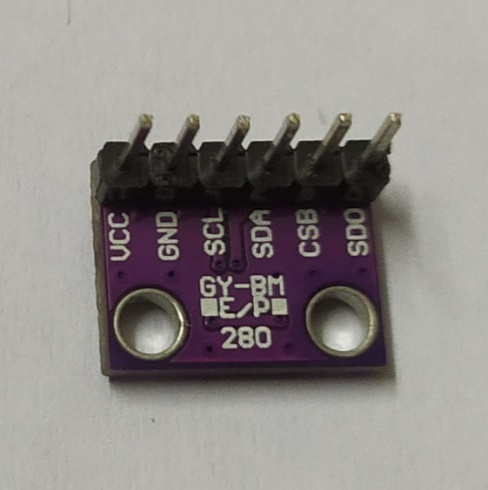 VCC
GND
SCL
SDA
CSB
SDO
GY-BM
E/P
280